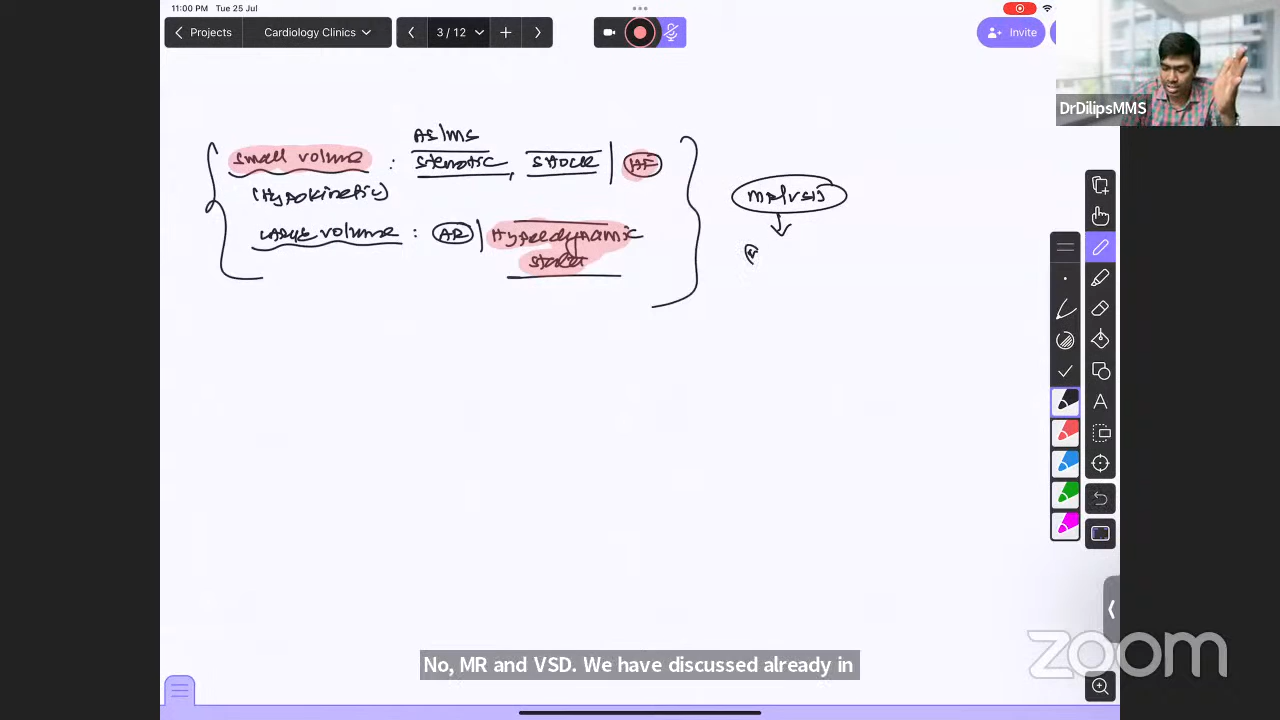 11:00 PM Tue 25 Jul
Projects
Cardiology Clinics
3 / 12
Invite
DrDilipsMMS
AS/MS
small volume : stenotic, shock | HF
(Hypokinetic)
Large volume : AR | Hyperdynamic
state
MR/VSD
A
No, MR and VSD. We have discussed already in
zoom